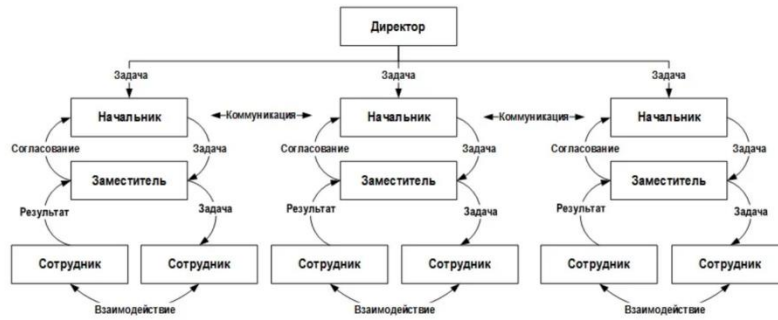 Директор
Задача Задача Задача
Начальник Коммуникация Начальник Коммуникация Начальник
Согласование Задача Согласование Задача Согласование Задача
Заместитель Заместитель Заместитель
Результат Задача Результат Задача Результат Задача
Сотрудник Сотрудник Сотрудник Сотрудник Сотрудник Сотрудник
Взаимодействие Взаимодействие Взаимодействие